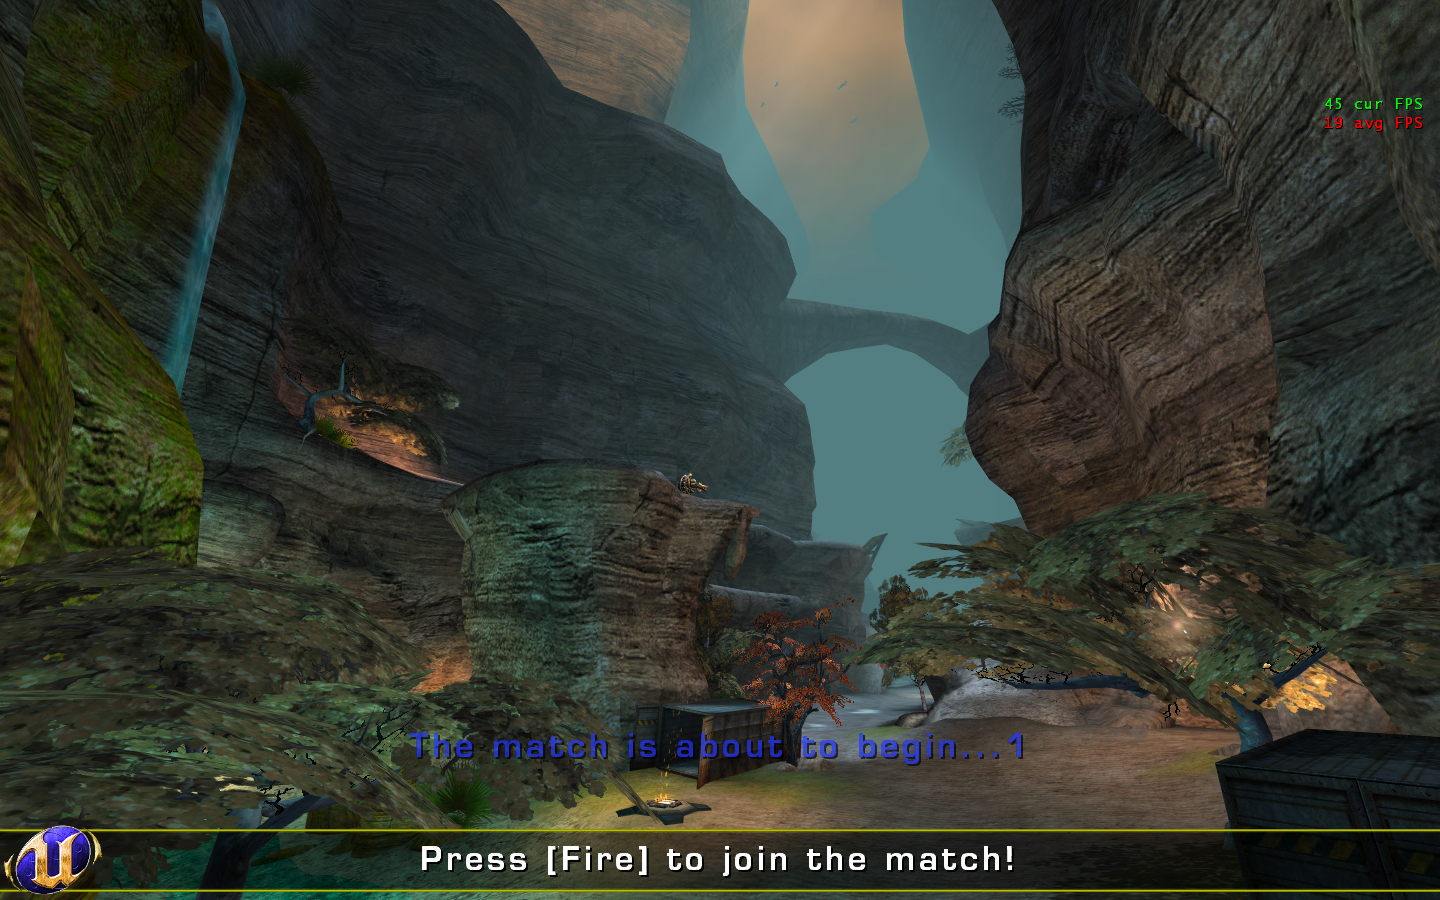 45 cur FPS
19 avg FPS
The match is about to begin...1
Press [Fire] to join the match!